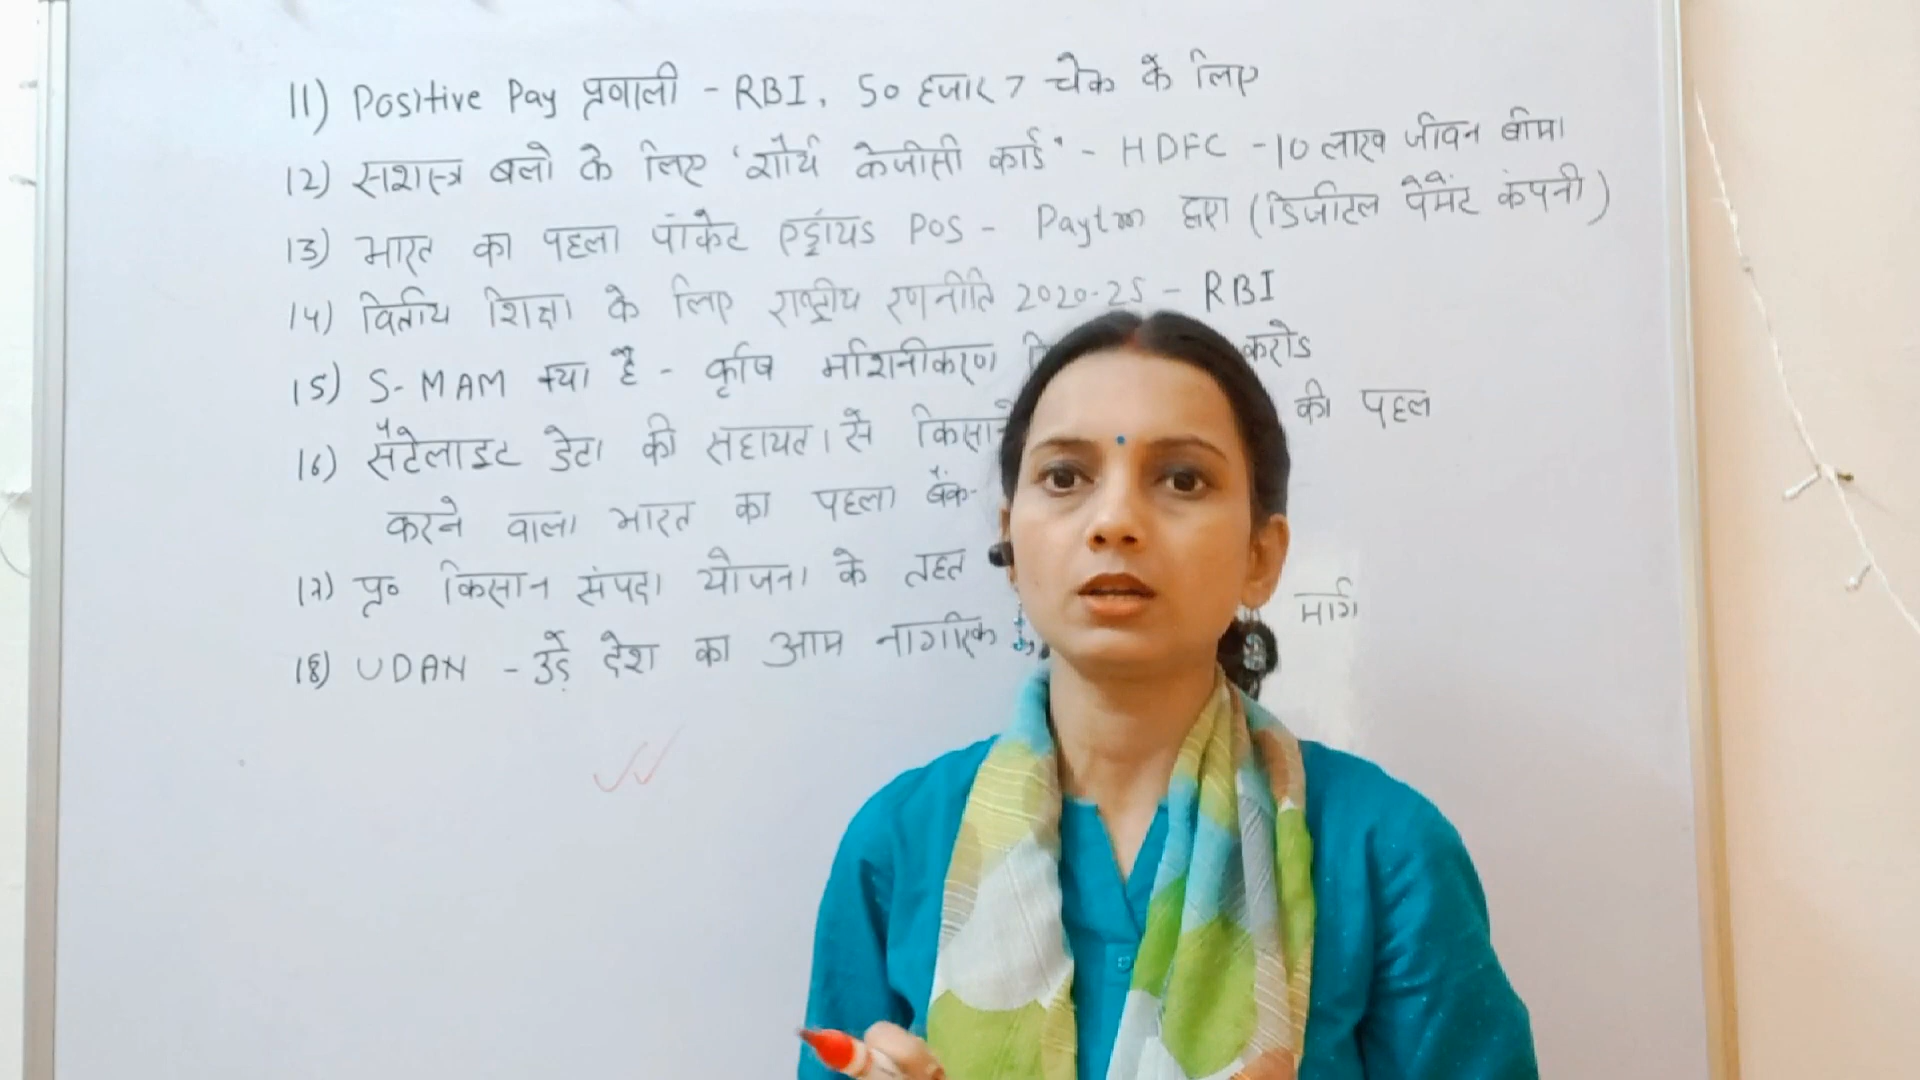 11) Positive Pay प्रणाली - RBI, 50 हजार > चेक के लिए
12) सशस्त्र बलो के लिए 'शौर्य केजीसी कार्ड' - HDFC - 10 लाख जीवन बीमा
13) भारत का पहला पॉकेट एंड्रॉयड POS - Paytm द्वारा (डिजीटल पेमेंट कंपनी)
14) वित्तीय शिक्षा के लिए राष्ट्रीय रणनीति 2020-25 - RBI
15) S-MAM क्या है - कृषि मशिनीकरण करोड
16) सैटेलाइट डेटा की सहायता से की पहल
करने वाला भारत का पहला बैंक-
17) प्र० किसान संपदा योजना के तहत
18) UDAN - उड़े देश का आम नागरिक मार्ग